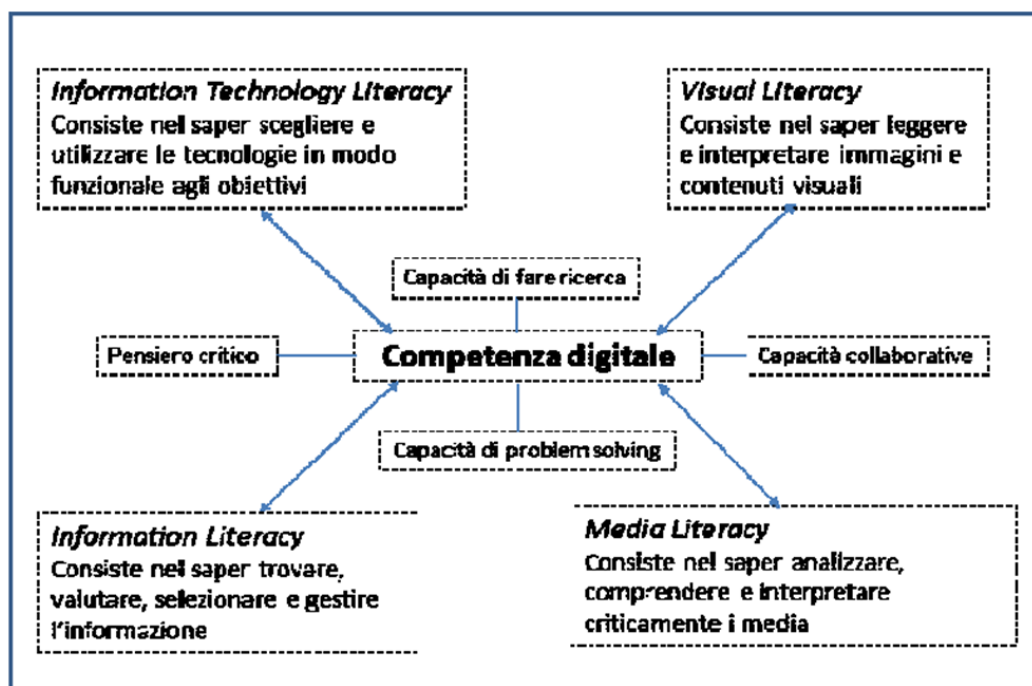 Information Technology Literacy
Consiste nel saper scegliere e
utilizzare le tecnologie in modo
funzionale agli obiettivi
Visual Literacy
Consiste nel saper leggere
e interpretare immagini e
contenuti visuali
Capacità di fare ricerca
Pensiero critico
Competenza digitale
Capacità collaborative
Capacità di problem solving
Information Literacy
Consiste nel saper trovare,
valutare, selezionare e gestire
l'informazione
Media Literacy
Consiste nel saper analizzare,
comprendere e interpretare
criticamente i media